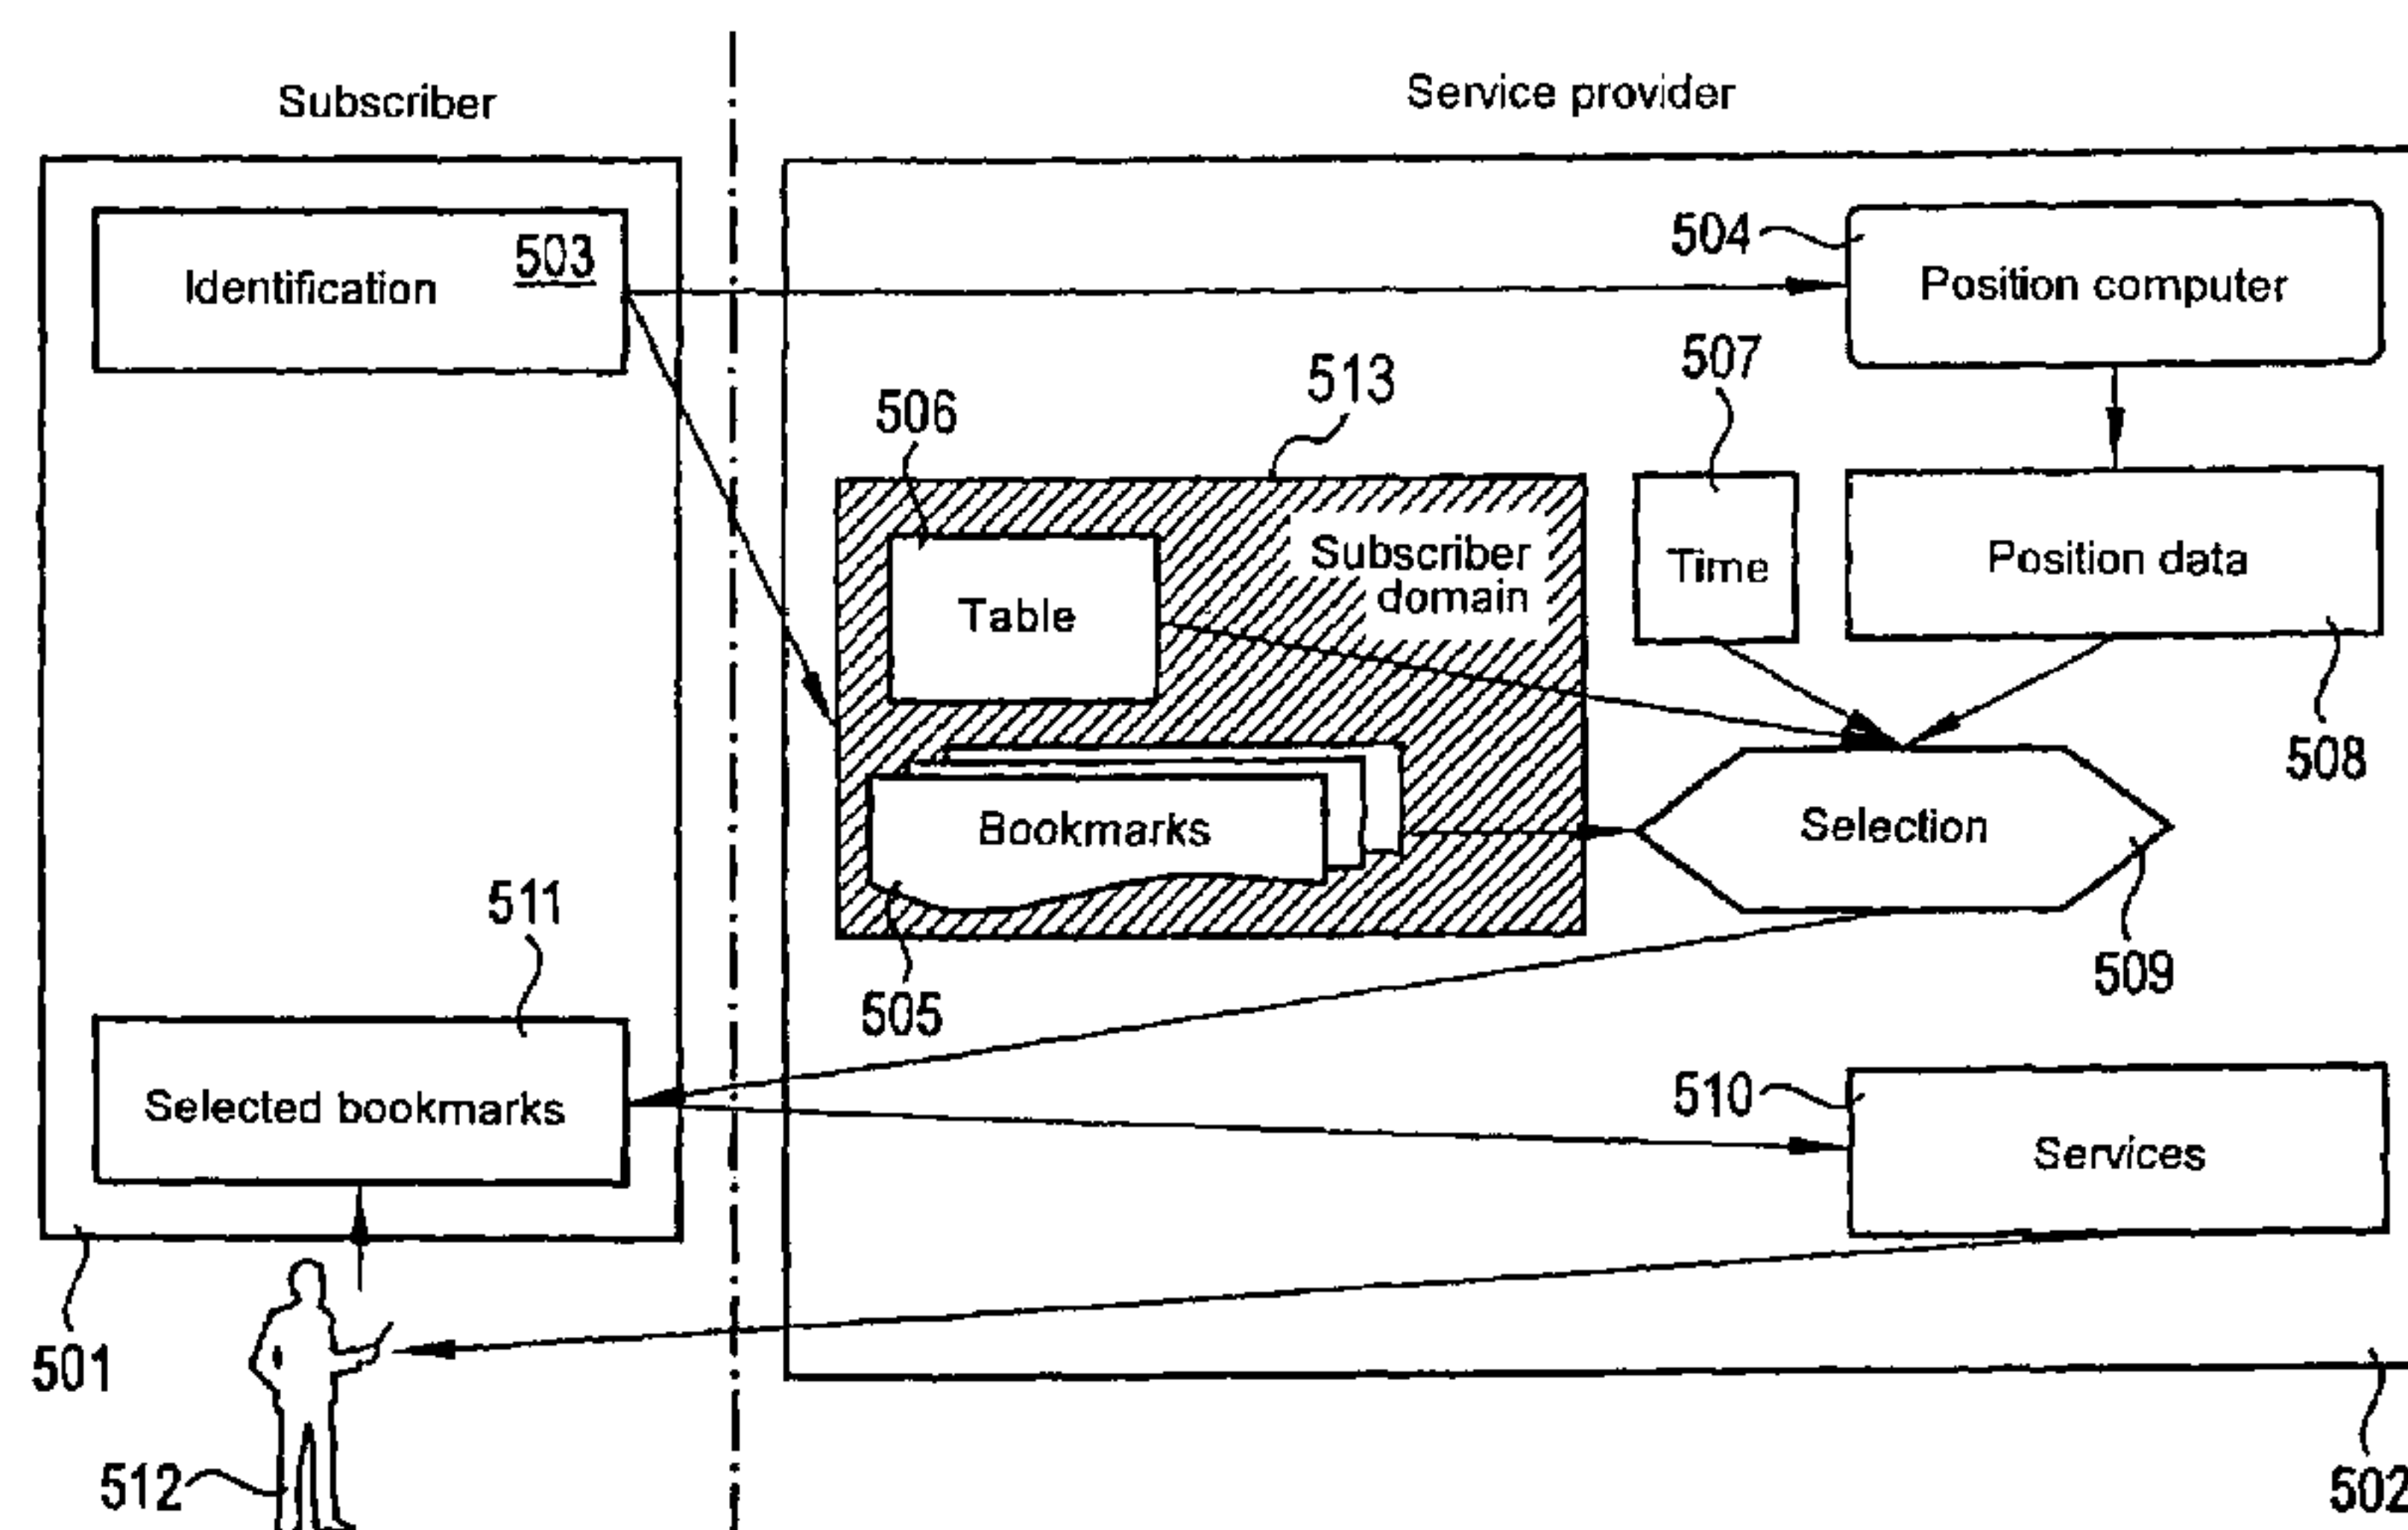 Subscriber
Service provider
Identification
503
504
Position computer
507
513
506
Subscriber
domain
Time
Position data
Table
508
Bookmarks
Selection
511
509
505
Selected bookmarks
510
Services
501
512
502